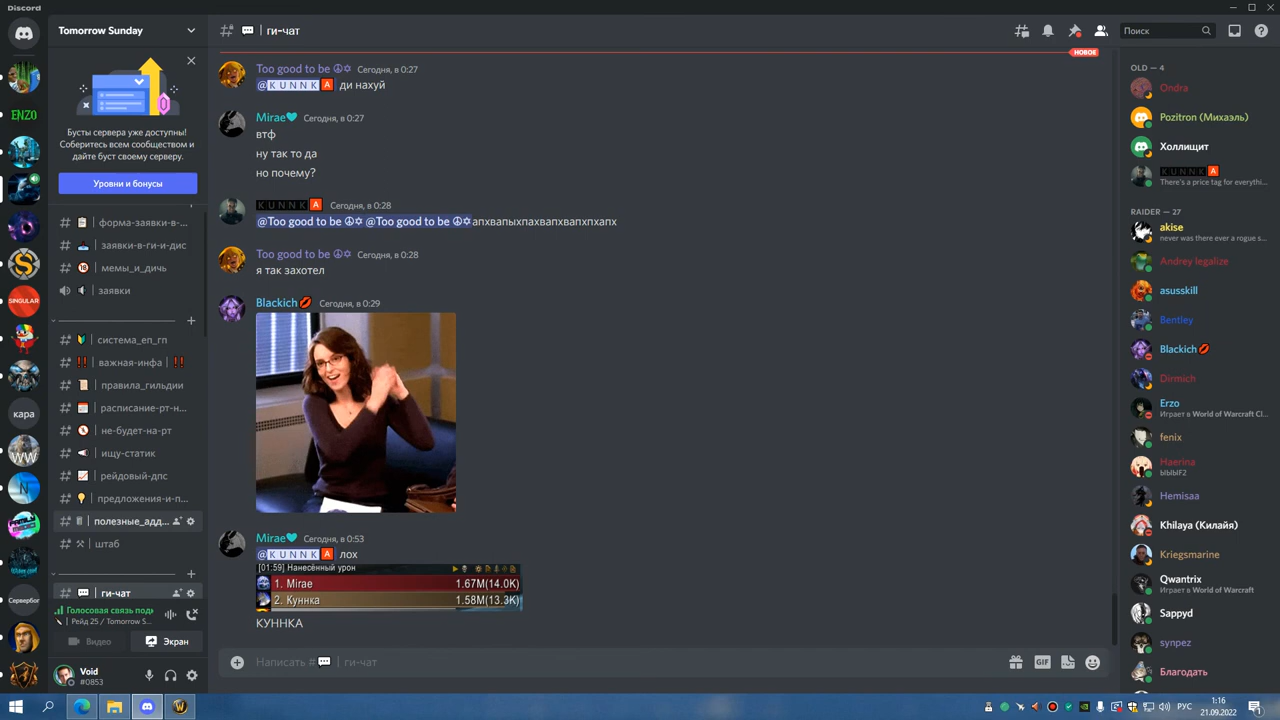 Discord
Tomorrow Sunday
Бусты сервера уже доступны!
Соберитесь всем сообществом и
дайте буст своему серверу.
Уровни и бонусы
форма-заявки-в-...
заявки-в-ги-и-дис
мемы_и_дичь
заявки
система_еп_гп
важная-инфа
правила_гильдии
расписание-рт-н...
не-будет-на-рт
ищу-статик
рейдовый-дпс
предложения-и-п...
полезные_адд...
штаб
ги-чат
Голосовая связь подк
Рейд 25 / Tomorrow S...
Видео
Экран
Void
#0853
ENZO
SINGULAR
кара
WW
Сервербог
ги-чат
Поиск
НОВОЕ
Too good to be ☮✡ Сегодня, в 0:27
@KUNNK🅰 ди нахуй
Mirae Сегодня, в 0:27
втф
ну так то да
но почему?
KUNNK🅰 Сегодня, в 0:28
@Too good to be ☮✡ @Too good to be ☮✡апхвапыхпахвапхвапхпхапх
Too good to be ☮✡ Сегодня, в 0:28
я так захотел
Blackich💋 Сегодня, в 0:29
Mirae Сегодня, в 0:53
@KUNNK🅰 лох
[01:59] Нанесённый урон
1. Mirae 1.67M(14.0K)
2. Куннка 1.58M(13.3K)
КУННКА
Написать # 💬 | ги-чат
GIF
OLD — 4
Ondra
Pozitron (Михаэль)
Холлищит
KUNNK🅰
There's a price tag for everythi...
RAIDER — 27
akise
never was there ever a rogue s...
Andrey legalize
asusskill
Bentley
Blackich💋
Dirmich
Erzo
Играет в World of Warcraft Cl...
fenix
Haerina
ЫЫЫF2
Hemisaa
Khilaya (Килайя)
Kriegsmarine
Qwantrix
Играет в World of Warcraft
Sappyd
synpez
Благодать
РУС
1:16
21.09.2022